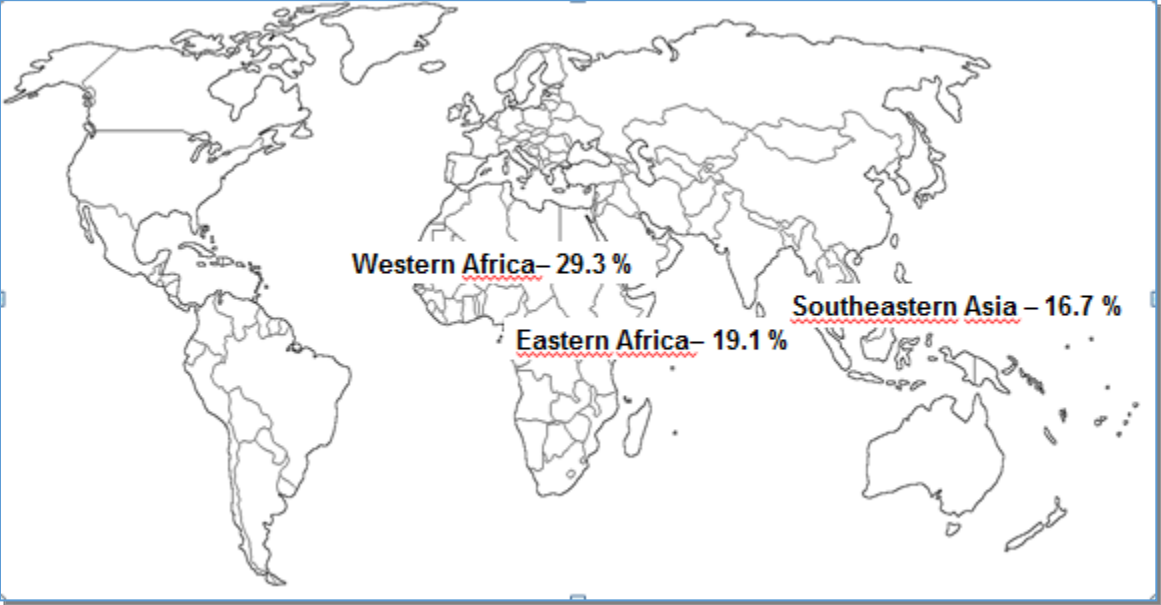 Western Africa– 29.3 %
Southeastern Asia – 16.7 %
Eastern Africa– 19.1 %